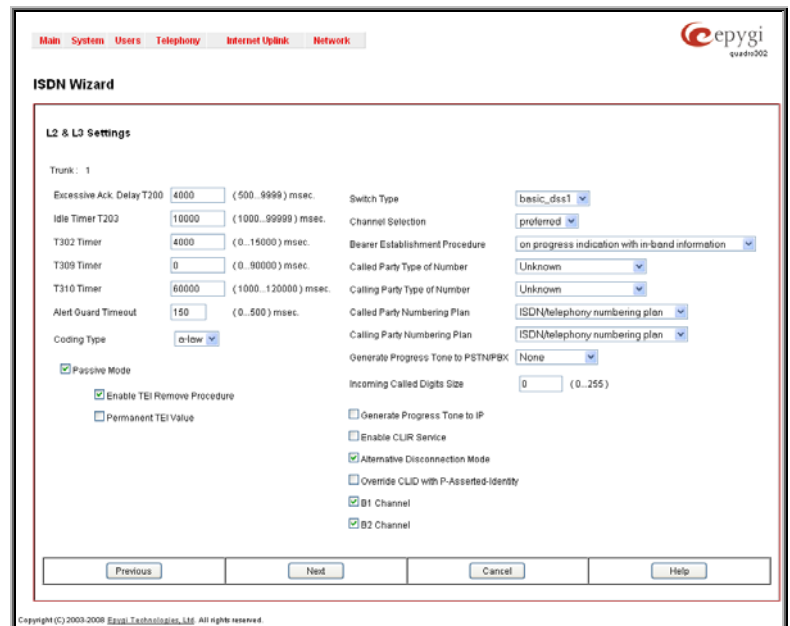 Main System Users Telephony Internet Uplink Network
epygi
quadro302
ISDN Wizard
L2 & L3 Settings
Trunk: 1
Excessive Ack. Delay T200 4000 (500...9999) msec.
Idle Timer T203 10000 (1000...99999) msec.
T302 Timer 4000 (0...15000) msec.
T309 Timer 0 (0...90000) msec.
T310 Timer 60000 (1000...120000) msec.
Alert Guard Timeout 150 (0...500) msec.
Coding Type a-law
Passive Mode
Enable TEI Remove Procedure
Permanent TEI Value
Switch Type basic_dss1
Channel Selection preferred
Bearer Establishment Procedure on progress indication with in-band information
Called Party Type of Number Unknown
Calling Party Type of Number Unknown
Called Party Numbering Plan ISDN/telephony numbering plan
Calling Party Numbering Plan ISDN/telephony numbering plan
Generate Progress Tone to PSTN/PBX None
Incoming Called Digits Size 0 (0...255)
Generate Progress Tone to IP
Enable CLIR Service
Alternative Disconnection Mode
Override CLID with P-Asserted-Identity
B1 Channel
B2 Channel
Previous Next Cancel Help
Copyright (C) 2003-2008 Epygi Technologies, Ltd. All rights reserved.